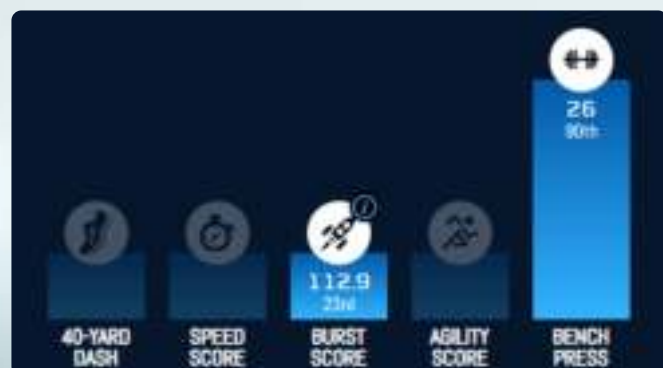 26
90th
112.9
23rd
40-YARD
DASH
SPEED
SCORE
BURST
SCORE
AGILITY
SCORE
BENCH
PRESS